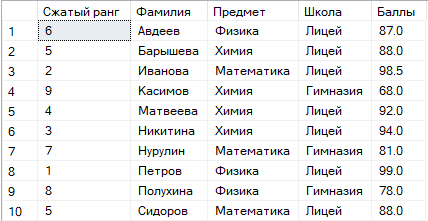 Сжатый ранг Фамилия Предмет Школа Баллы
1 6 Авдеев Физика Лицей 87.0
2 5 Барышева Химия Лицей 88.0
3 2 Иванова Математика Лицей 98.5
4 9 Касимов Химия Гимназия 68.0
5 4 Матвеева Химия Лицей 92.0
6 3 Никитина Химия Лицей 94.0
7 7 Нурулин Математика Гимназия 81.0
8 1 Петров Физика Лицей 99.0
9 8 Полухина Физика Гимназия 78.0
10 5 Сидоров Математика Лицей 88.0